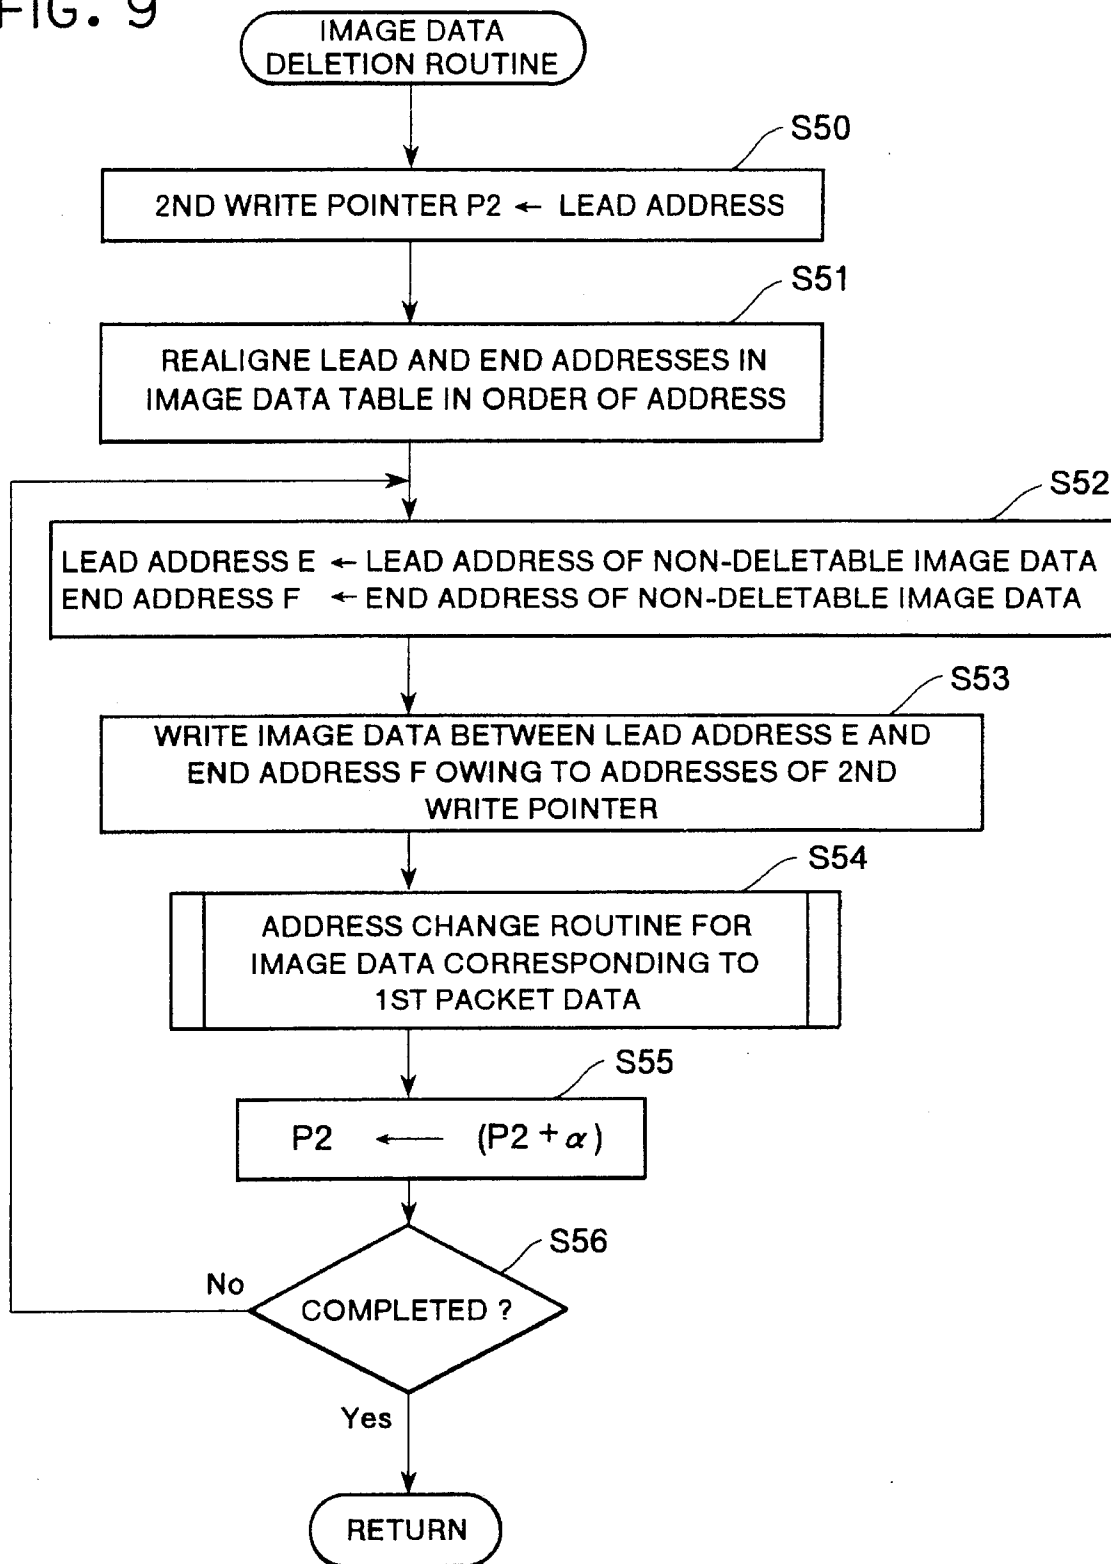 FIG. 9
IMAGE DATA
DELETION ROUTINE
S50
2ND WRITE POINTER P2 ← LEAD ADDRESS
S51
REALIGNE LEAD AND END ADDRESSES IN
IMAGE DATA TABLE IN ORDER OF ADDRESS
S52
LEAD ADDRESS E ← LEAD ADDRESS OF NON-DELETABLE IMAGE DATA
END ADDRESS F ← END ADDRESS OF NON-DELETABLE IMAGE DATA
S53
WRITE IMAGE DATA BETWEEN LEAD ADDRESS E AND
END ADDRESS F OWING TO ADDRESSES OF 2ND
WRITE POINTER
S54
ADDRESS CHANGE ROUTINE FOR
IMAGE DATA CORRESPONDING TO
1ST PACKET DATA
S55
P2 ← (P2 + α)
S56
No
COMPLETED ?
Yes
RETURN